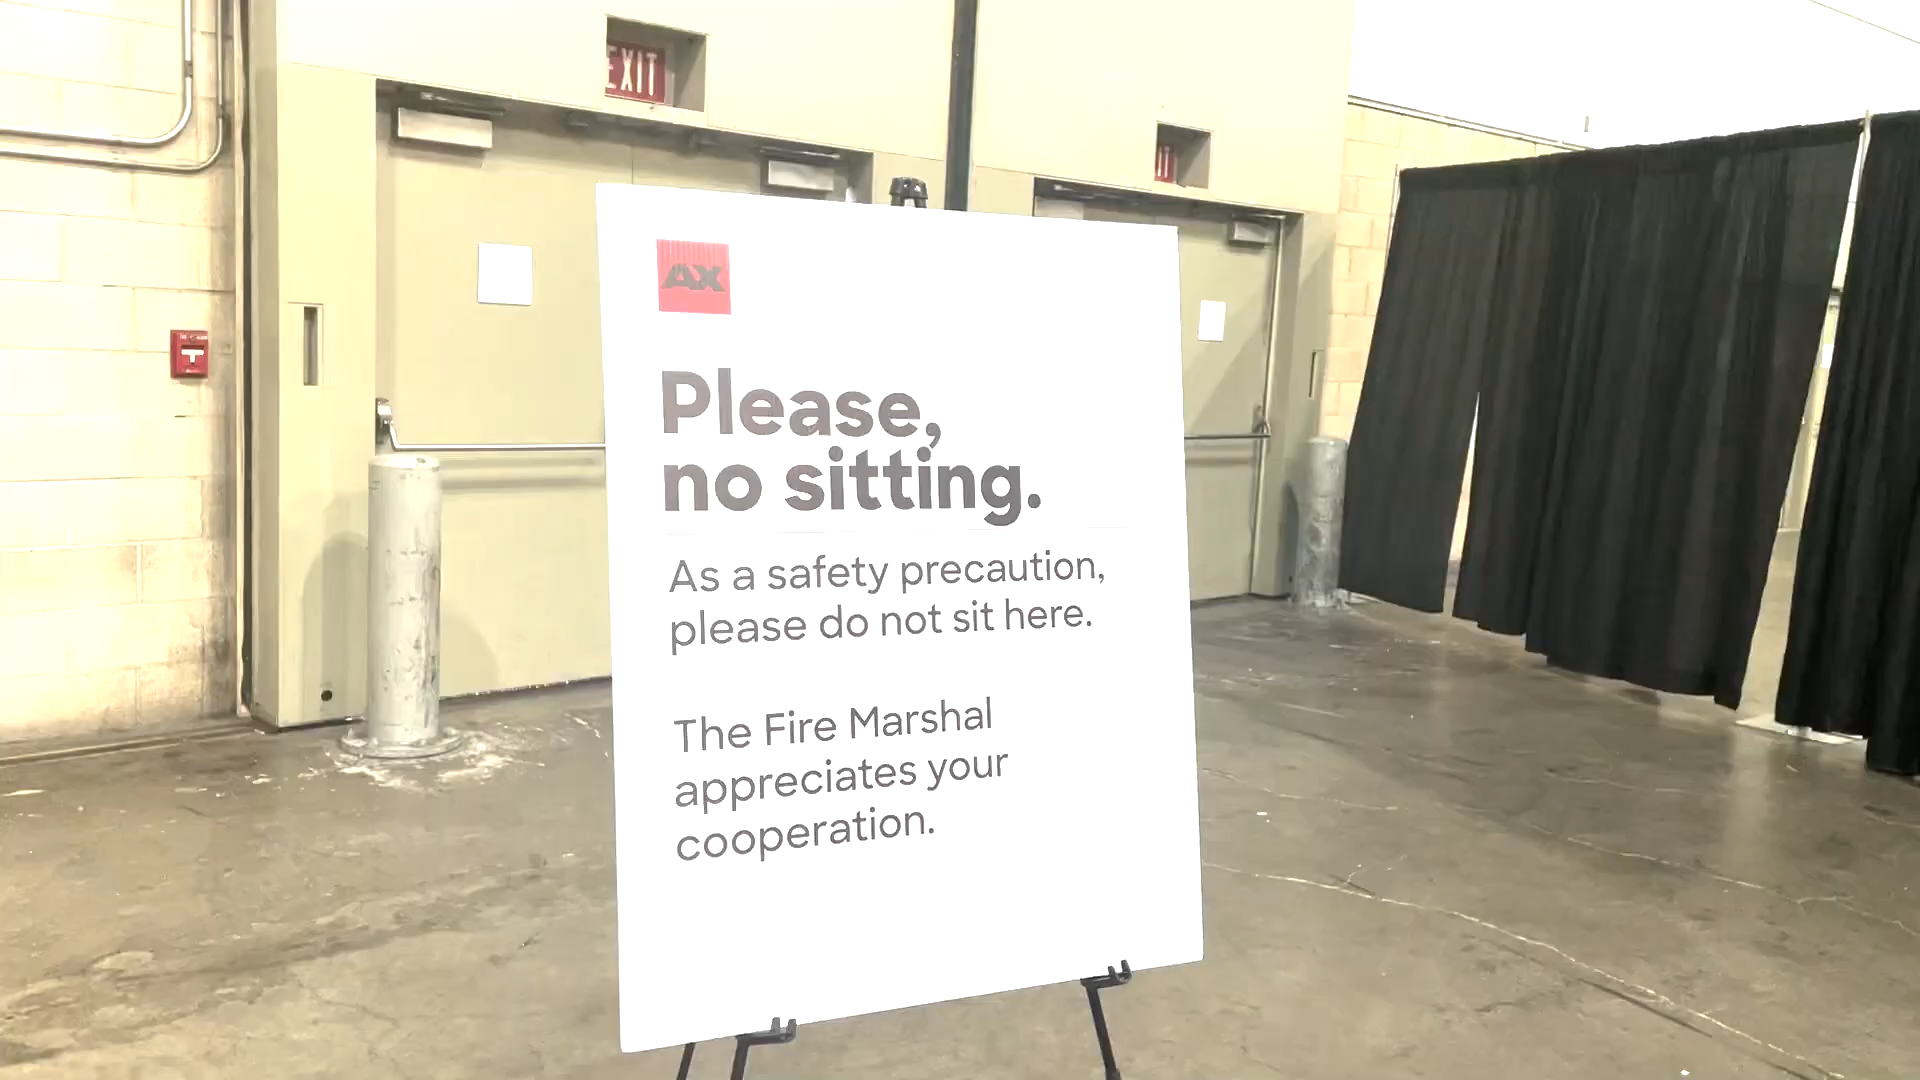 EXIT
AX
Please,
no sitting.
As a safety precaution,
please do not sit here.
The Fire Marshal
appreciates your
cooperation.